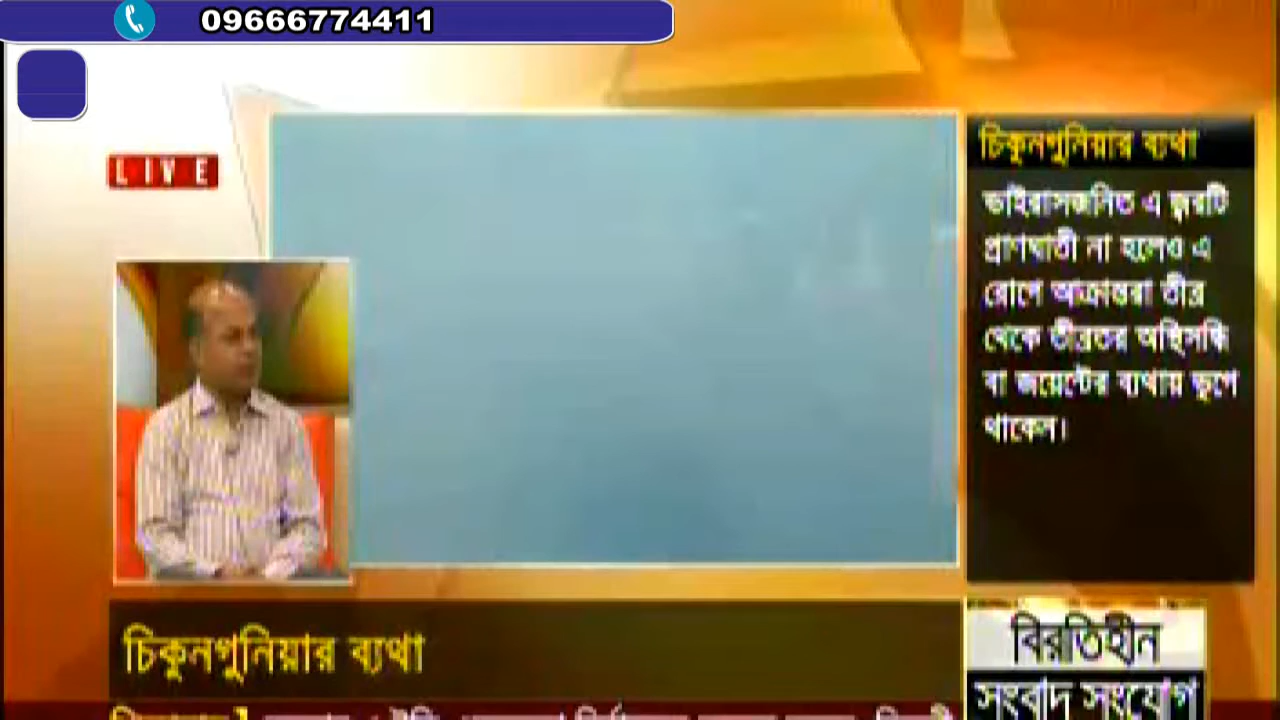 09666774411
LIVE
চিকুনগুনিয়ার ব্যথা
ভাইরাসজনিত এ জ্বরটি
প্রাণঘাতী না হলেও এ
রোগে আক্রান্তরা তীব্র
থেকে তীব্রতর অস্থিসন্ধি
বা জয়েন্টের ব্যথায় ভুগে
থাকেন।
চিকুনগুনিয়ার ব্যথা
বিরতিহীন
সংবাদ সংযোগ